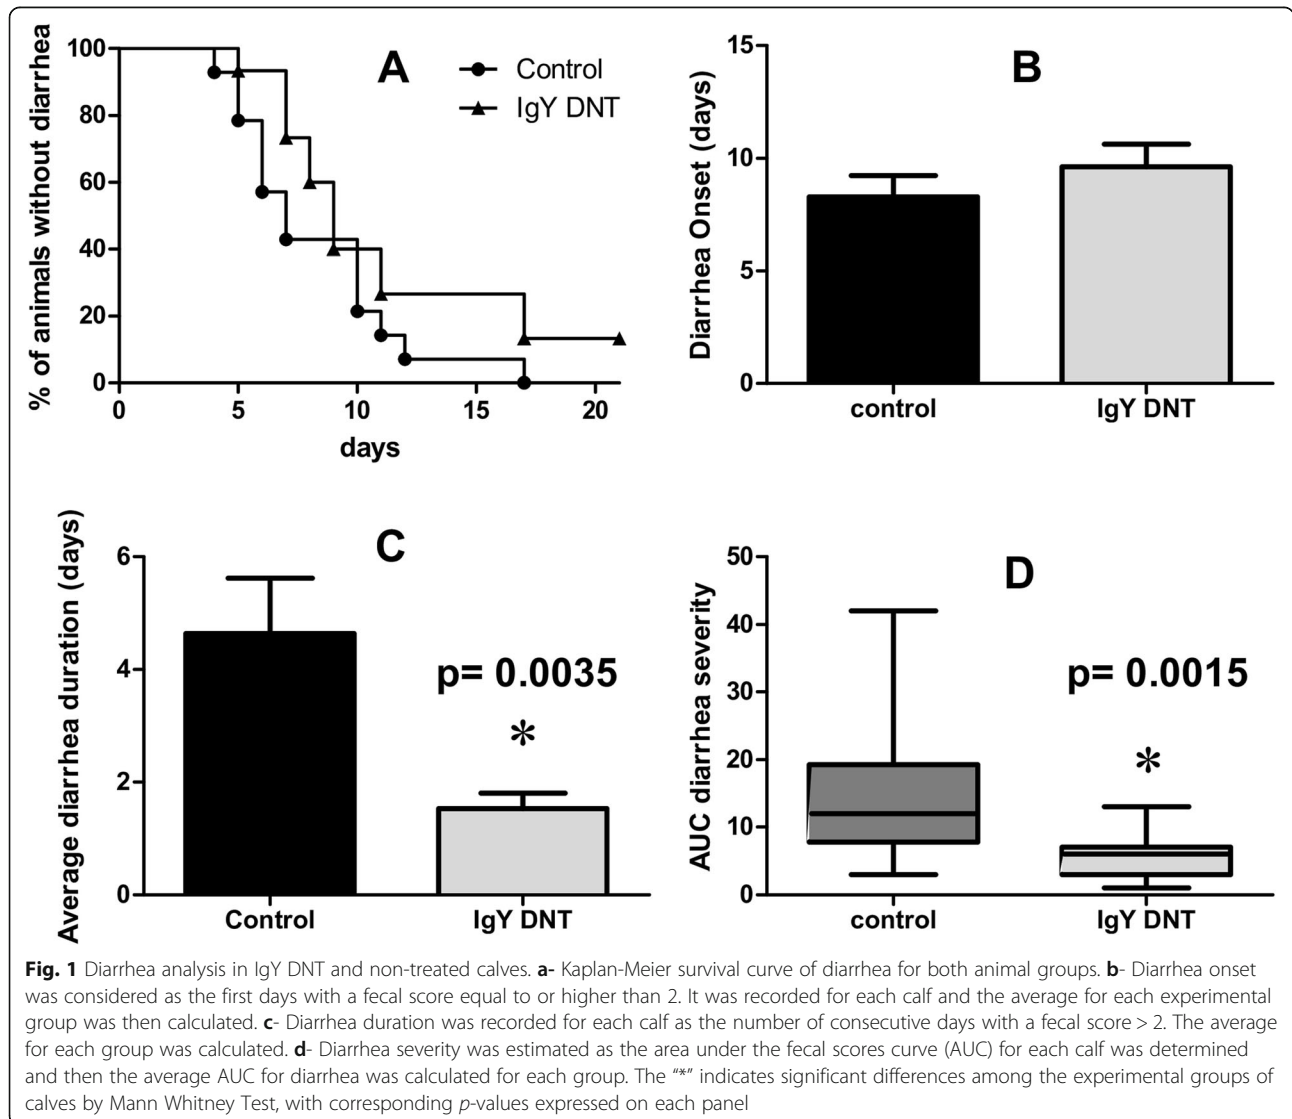 % of animals without diarrhea
100
80
60
40
20
0
0 5 10 15 20
days
A
Control
IgY DNT
Diarrhea Onset (days)
15
10
5
0
B
control IgY DNT
Average diarrhea duration (days)
6
4
2
0
C
p= 0.0035
*
Control IgY DNT
AUC diarrhea severity
50
40
30
20
10
0
D
p= 0.0015
*
control IgY DNT
Fig. 1 Diarrhea analysis in IgY DNT and non-treated calves. a- Kaplan-Meier survival curve of diarrhea for both animal groups. b- Diarrhea onset
was considered as the first days with a fecal score equal to or higher than 2. It was recorded for each calf and the average for each experimental
group was then calculated. c- Diarrhea duration was recorded for each calf as the number of consecutive days with a fecal score > 2. The average
for each group was calculated. d- Diarrhea severity was estimated as the area under the fecal scores curve (AUC) for each calf was determined
and then the average AUC for diarrhea was calculated for each group. The “*” indicates significant differences among the experimental groups of
calves by Mann Whitney Test, with corresponding p-values expressed on each panel